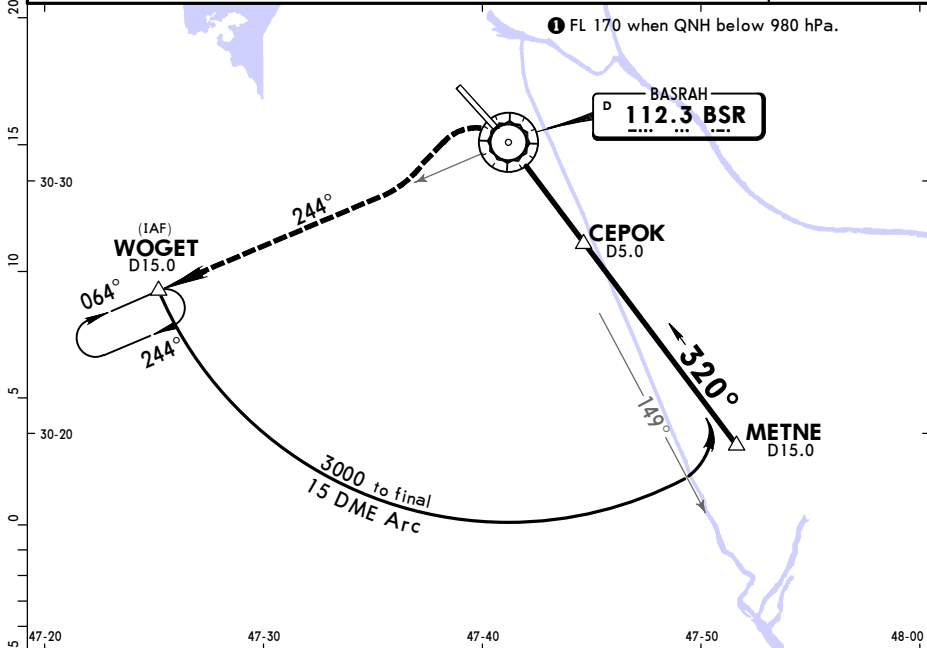 ❶ FL 170 when QNH below 980 hPa.
BASRAH
D 112.3 BSR
30-30
244°
(IAF)
WOGET
D15.0
CEPOK
D5.0
064°
244°
320°
149°
METNE
D15.0
30-20
3000 to final
15 DME Arc
20
15
10
5
0
5
47-20
47-30
47-40
47-50
48-00